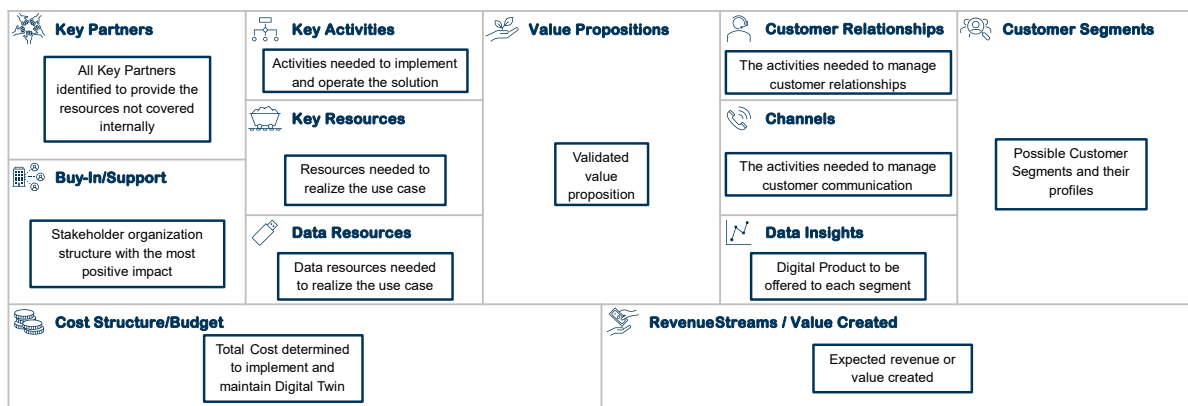 Key Partners
All Key Partners
identified to provide the
resources not covered
internally
Buy-In/Support
Stakeholder organization
structure with the most
positive impact
Key Activities
Activities needed to implement
and operate the solution
Key Resources
Resources needed to
realize the use case
Data Resources
Data resources needed
to realize the use case
Value Propositions
Validated
value
proposition
Customer Relationships
The activities needed to manage
customer relationships
Channels
The activities needed to manage
customer communication
Data Insights
Digital Product to be
offered to each segment
Customer Segments
Possible Customer
Segments and their
profiles
Cost Structure/Budget
Total Cost determined
to implement and
maintain Digital Twin
RevenueStreams / Value Created
Expected revenue or
value created